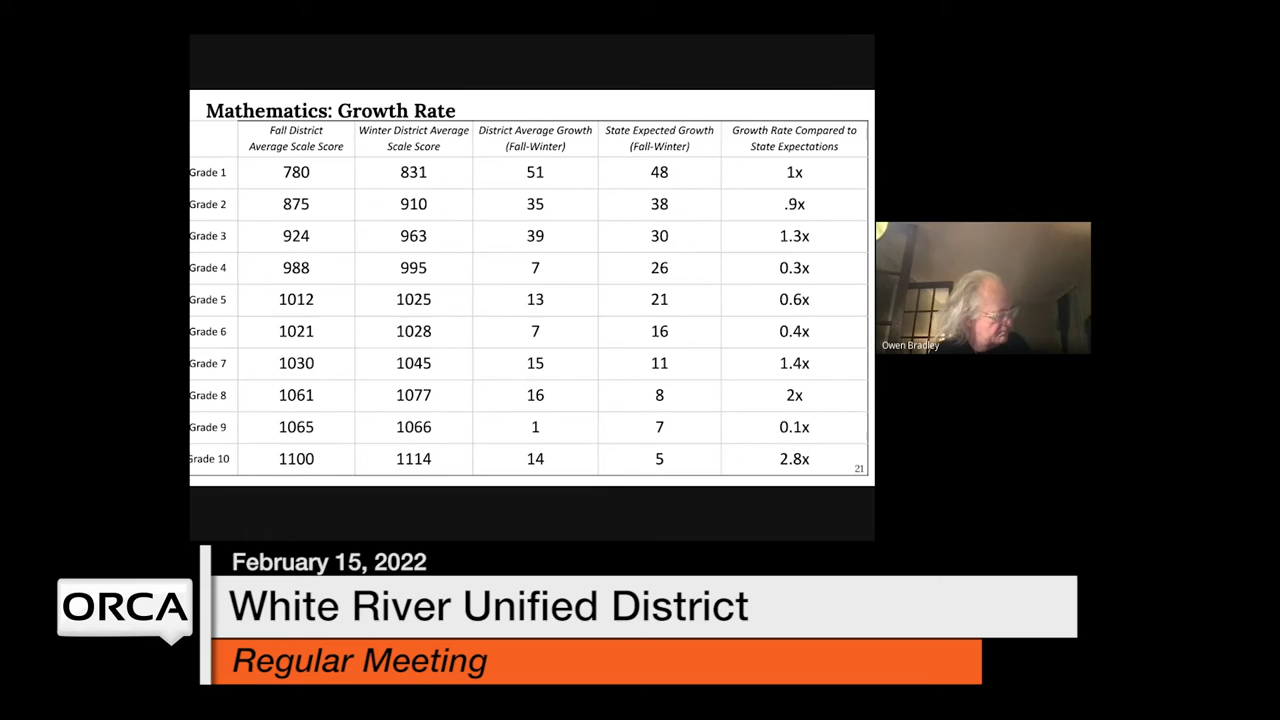 Mathematics: Growth Rate
Fall District Average Scale Score
Winter District Average Scale Score
District Average Growth (Fall-Winter)
State Expected Growth (Fall-Winter)
Growth Rate Compared to State Expectations
Grade 1 780 831 51 48 1x
Grade 2 875 910 35 38 .9x
Grade 3 924 963 39 30 1.3x
Grade 4 988 995 7 26 0.3x
Grade 5 1012 1025 13 21 0.6x
Grade 6 1021 1028 7 16 0.4x
Grade 7 1030 1045 15 11 1.4x
Grade 8 1061 1077 16 8 2x
Grade 9 1065 1066 1 7 0.1x
Grade 10 1100 1114 14 5 2.8x
21
Owen Bradley
February 15, 2022
ORCA
White River Unified District
Regular Meeting